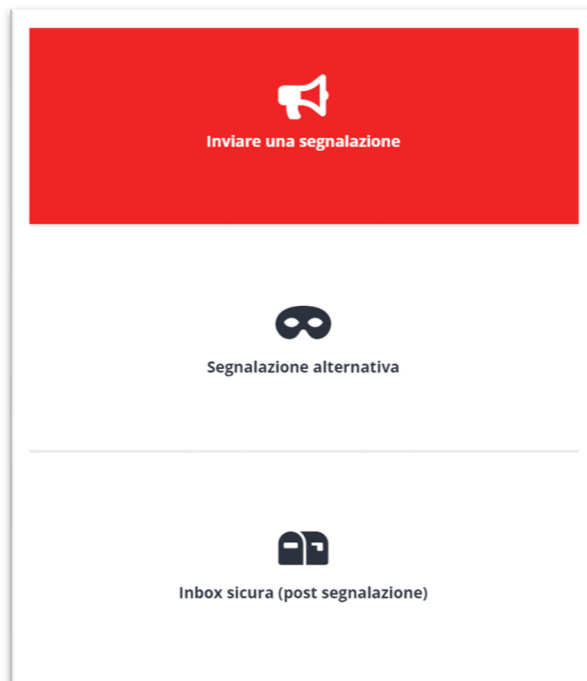 Inviare una segnalazione
Segnalazione alternativa
Inbox sicura (post segnalazione)